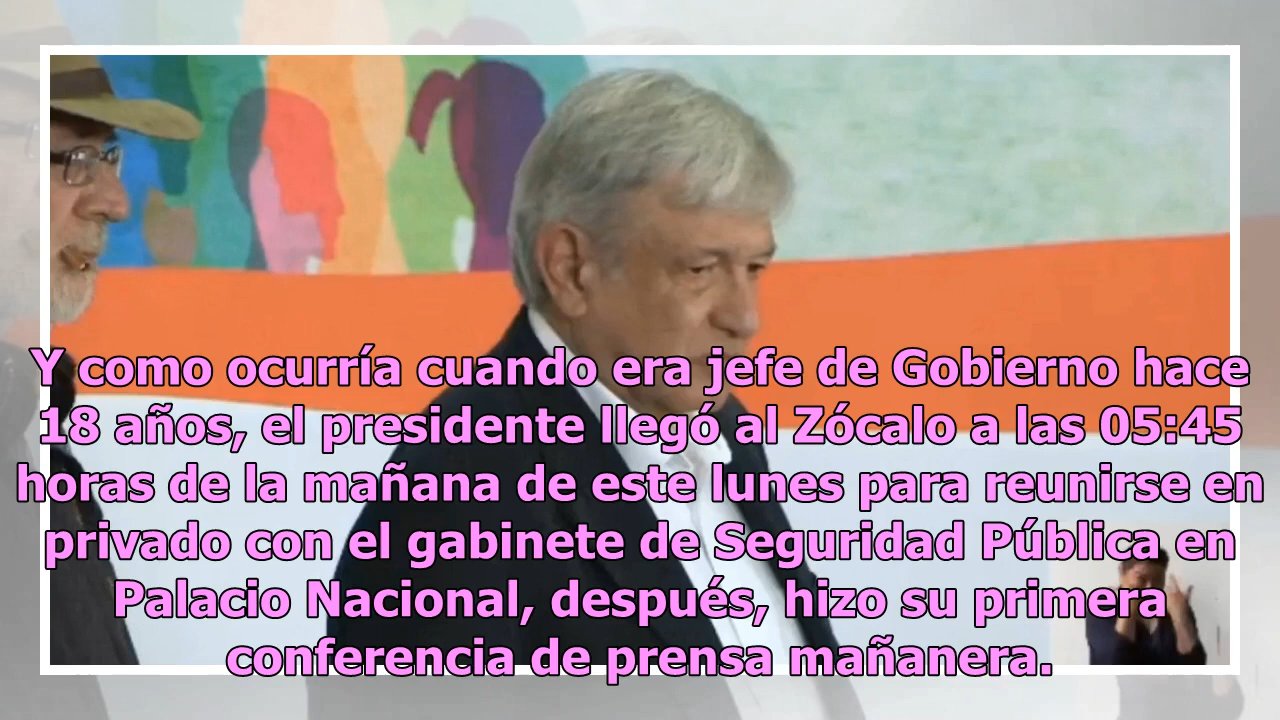 Y como ocurría cuando era jefe de Gobierno hace
18 años, el presidente llegó al Zócalo a las 05:45
horas de la mañana de este lunes para reunirse en
privado con el gabinete de Seguridad Pública en
Palacio Nacional, después, hizo su primera
conferencia de prensa mañanera.